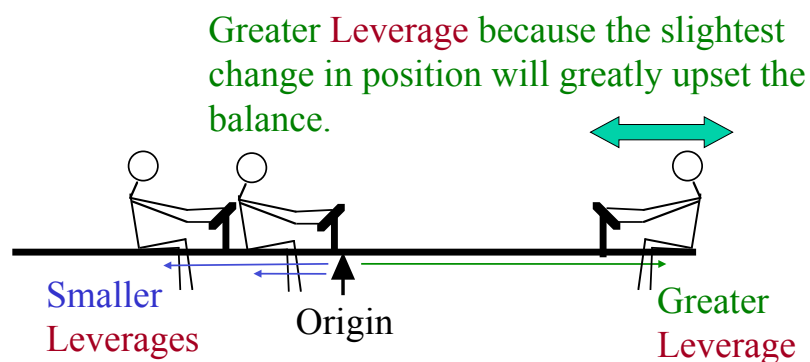 Greater Leverage because the slightest
change in position will greatly upset the
balance.
Smaller
Leverages
Origin
Greater
Leverage